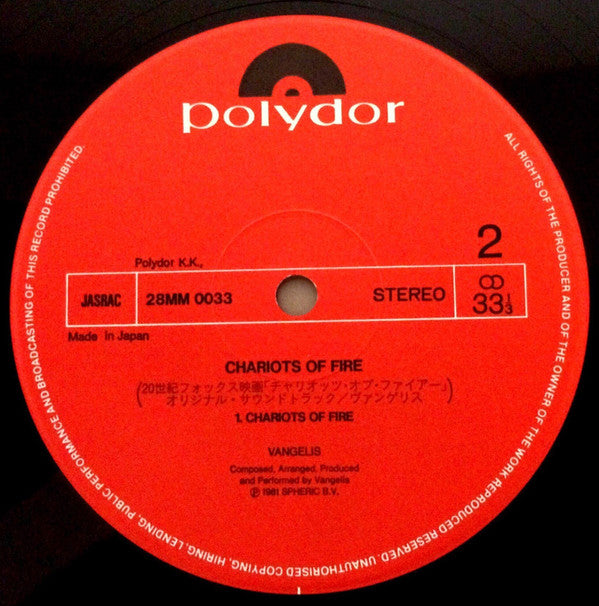 polydor
ALL RIGHTS OF THE PRODUCER AND OF THE OWNER OF THE WORK REPRODUCED RESERVED. UNAUTHORISED COPYING, HIRING, LENDING, PUBLIC PERFORMANCE AND BROADCASTING OF THIS RECORD PROHIBITED.
2
Polydor K.K.,
JASRAC 28MM 0033 STEREO 33 1/3
Made in Japan
CHARIOTS OF FIRE
(20世紀フォックス映画「チャリオッツ・オブ・ファイアー」
オリジナル・サウンドトラック/ヴァンゲリス)
1. CHARIOTS OF FIRE
VANGELIS
Composed, Arranged, Produced
and Performed by Vangelis
℗ 1981 SPHERIC B.V.